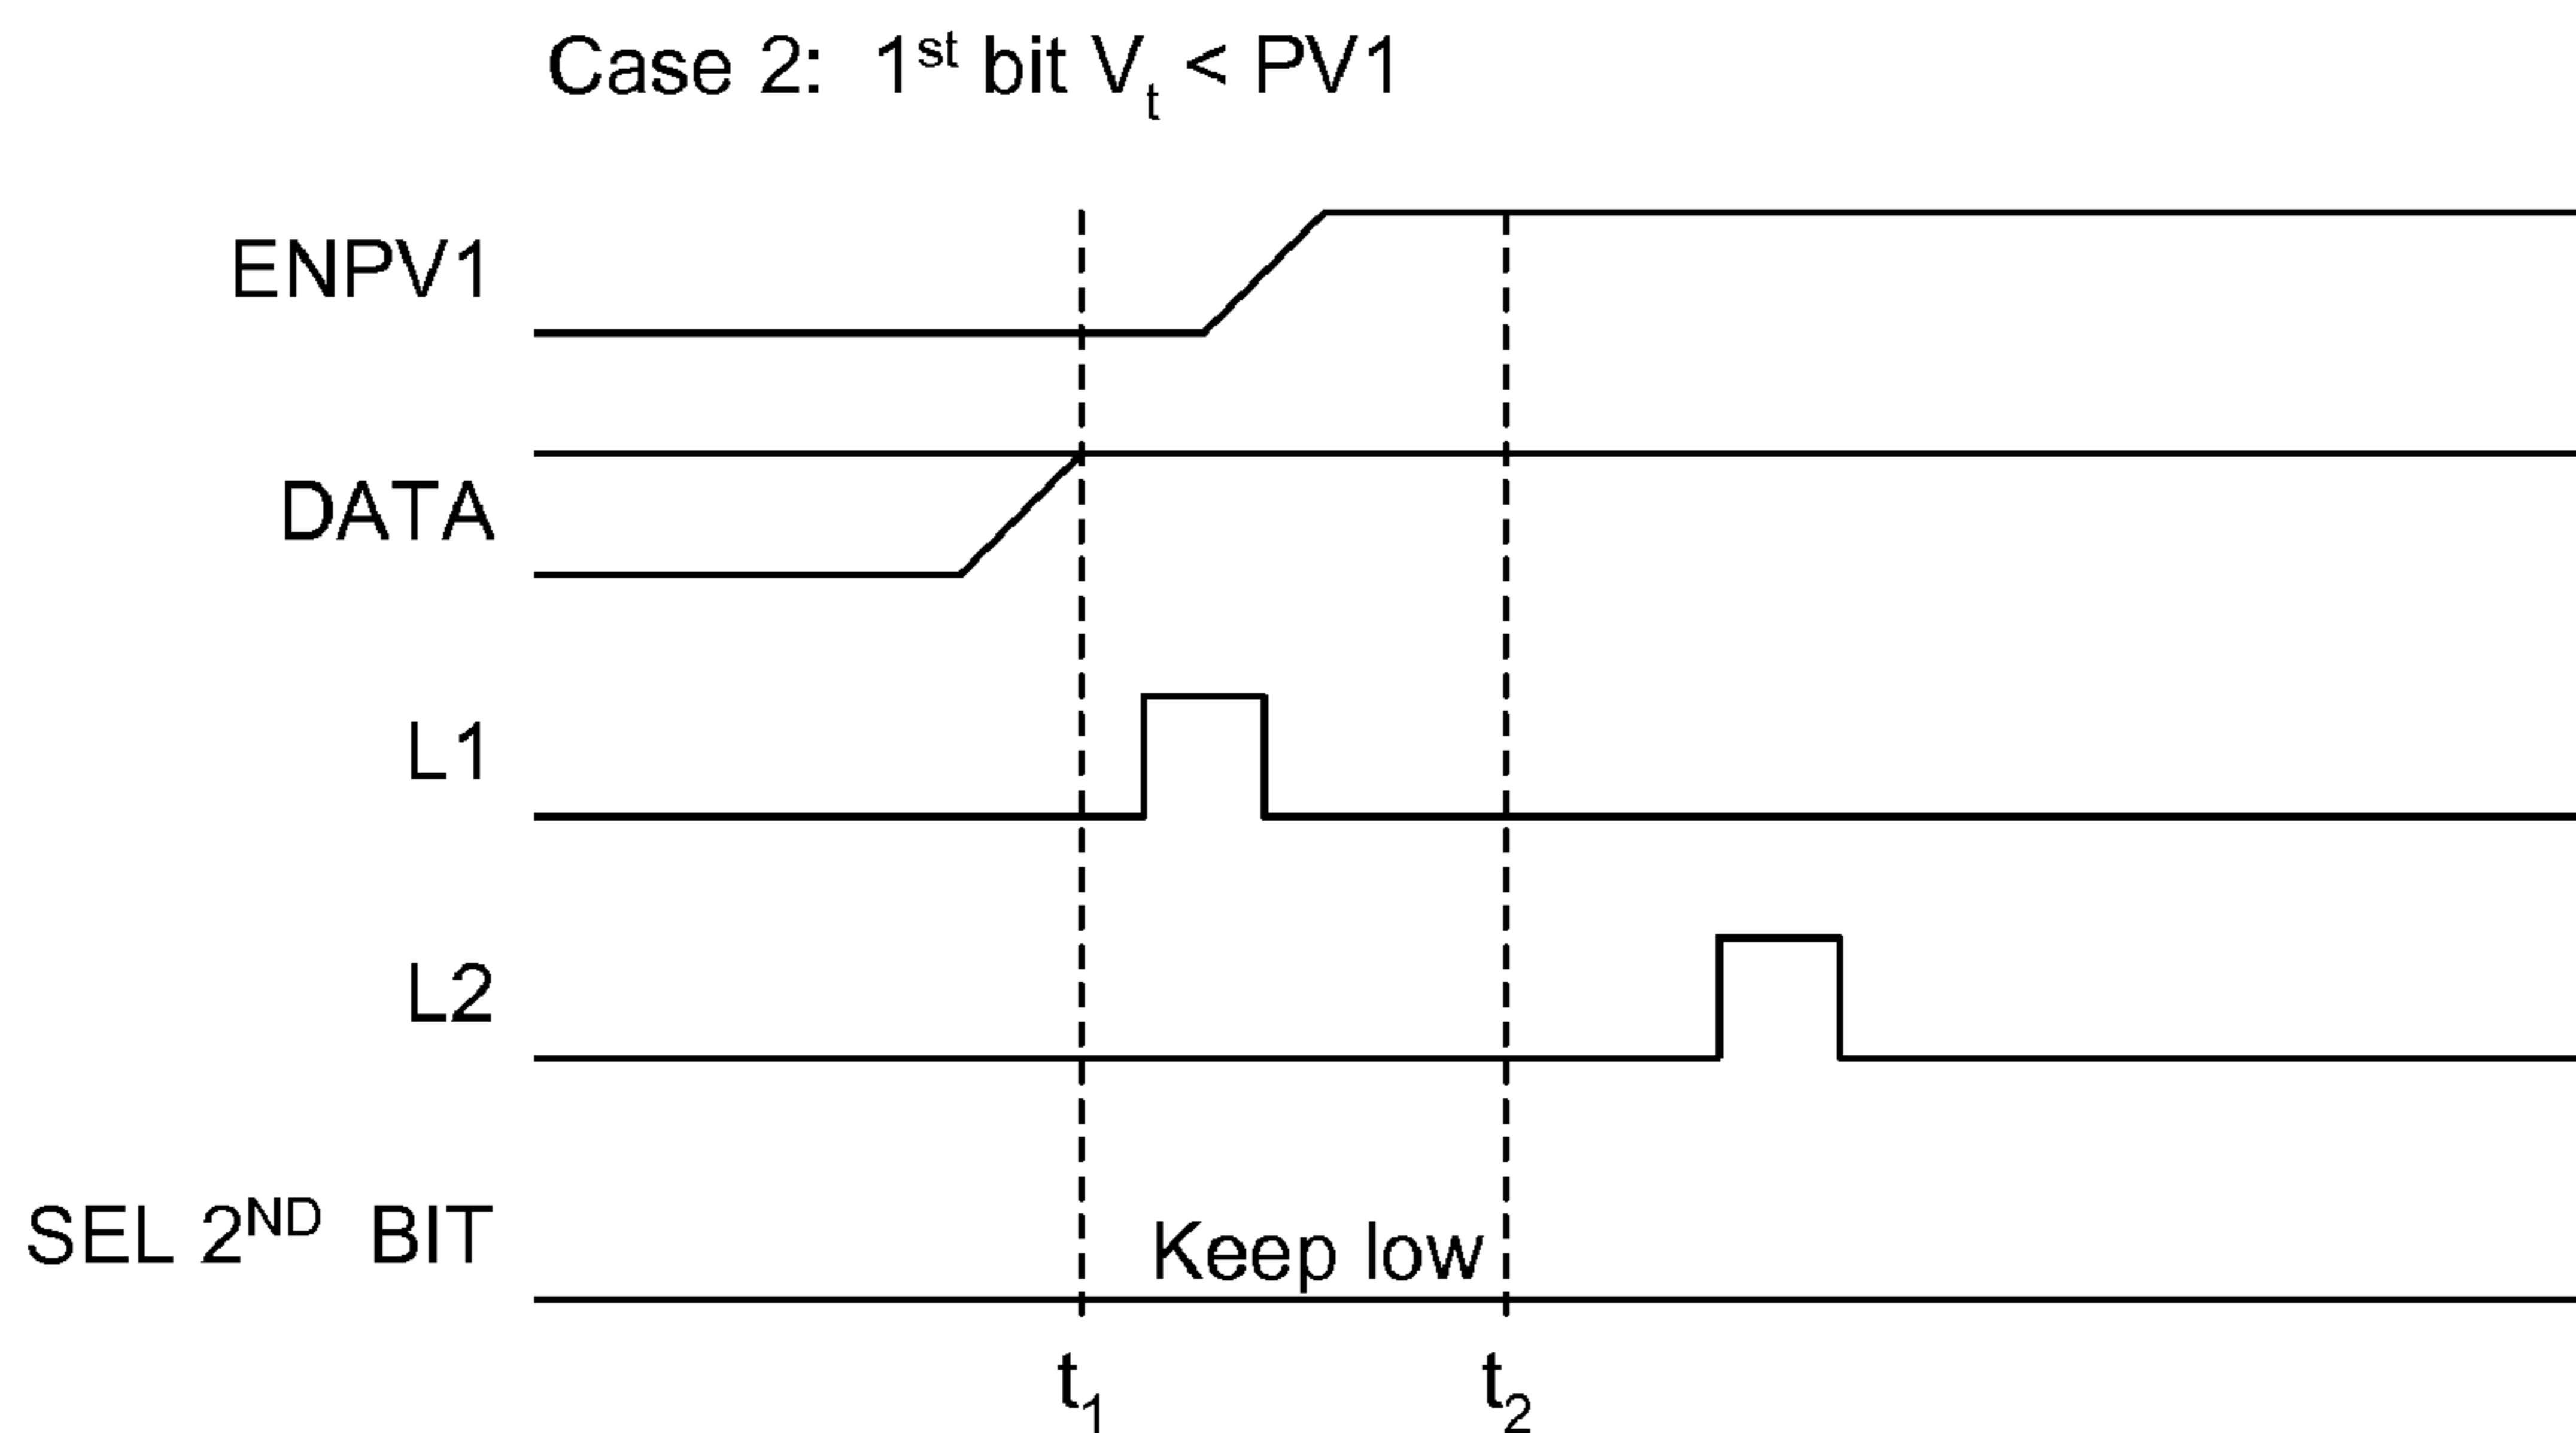 Case 2: 1st bit Vt < PV1
ENPV1
DATA
L1
L2
SEL 2ND BIT
Keep low
t1
t2